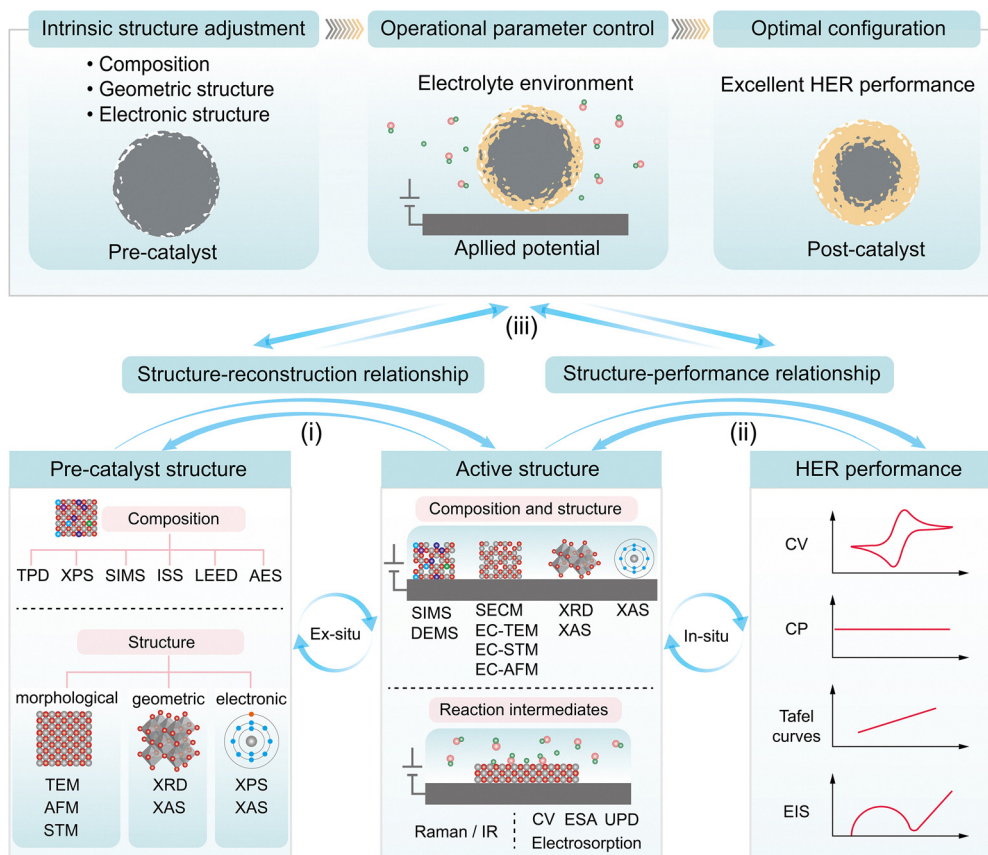 Intrinsic structure adjustment
• Composition
• Geometric structure
• Electronic structure
Pre-catalyst
Operational parameter control
Electrolyte environment
Apllied potential
Optimal configuration
Excellent HER performance
Post-catalyst
(iii)
Structure-reconstruction relationship
Structure-performance relationship
(i)
(ii)
Pre-catalyst structure
Composition
TPD XPS SIMS ISS LEED AES
Structure
morphological
TEM
AFM
STM
geometric
XRD
XAS
electronic
XPS
XAS
Ex-situ
Active structure
Composition and structure
SIMS
DEMS
SECM
EC-TEM
EC-STM
EC-AFM
XRD
XAS
XAS
Reaction intermediates
Raman / IR
CV ESA UPD
Electrosorption
In-situ
HER performance
CV
CP
Tafel
curves
EIS